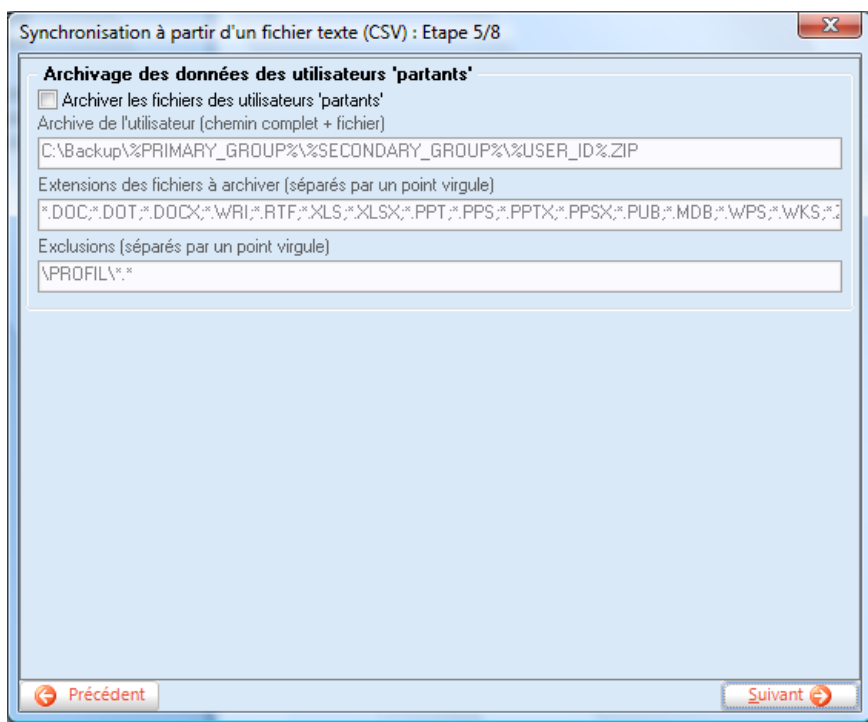 Synchronisation à partir d'un fichier texte (CSV) : Etape 5/8
Archivage des données des utilisateurs 'partants'
Archiver les fichiers des utilisateurs 'partants'
Archive de l'utilisateur (chemin complet + fichier)
C:\Backup\%PRIMARY_GROUP%\%SECONDARY_GROUP%\%USER_ID%.ZIP
Extensions des fichiers à archiver (séparés par un point virgule)
*.DOC;*.DOT;*.DOCX;*.WRI;*.RTF;*.XLS;*.XLSX;*.PPT;*.PPS;*.PPTX;*.PPSX;*.PUB;*.MDB;*.WPS;*.WKS;*.
Exclusions (séparés par un point virgule)
\PROFIL\*.*
Précédent
Suivant